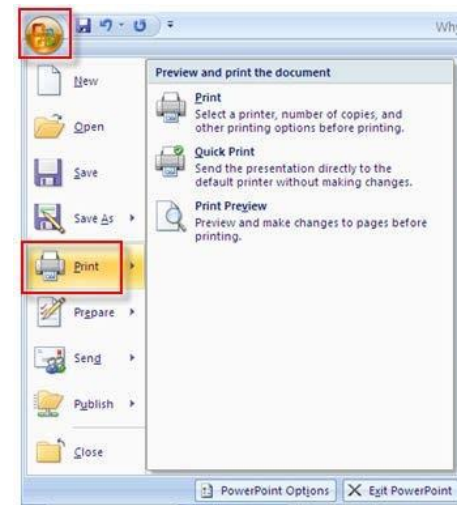 Why
New
Open
Save
Save As
Print
Prepare
Send
Publish
Close
Preview and print the document
Print
Select a printer, number of copies, and
other printing options before printing.
Quick Print
Send the presentation directly to the
default printer without making changes.
Print Preview
Preview and make changes to pages before
printing.
PowerPoint Options
Exit PowerPoint